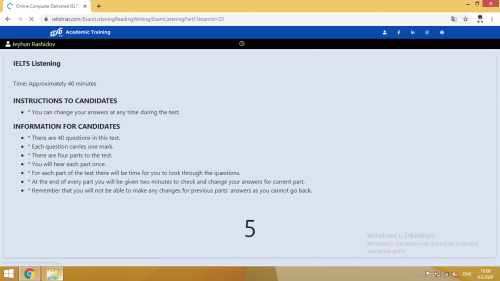 Online Computer Delivered IELT
ieltstrial.com/ExamListeningReadingWriting/ExamListeningPart1?examId=23
Academic Training
Jeyhun Rashidov
IELTS Listening
Time: Approximately 40 minutes
INSTRUCTIONS TO CANDIDATES
* You can change your answers at any time during the test.
INFORMATION FOR CANDIDATES
* There are 40 questions in this test.
* Each question carries one mark.
* There are four parts to the test.
* You will hear each part once.
* For each part of the test there will be time for you to look through the questions.
* At the end of every part you will be given two minutes to check and change your answers for current part.
* Remember that you will not be able to make any changes for previous parts' answers as you cannot go back.
5
Windows'u Etkinleştir
Windows'u etkinleştirmek için kişisel bilgisayar
ayarlarına gidin.
ENG